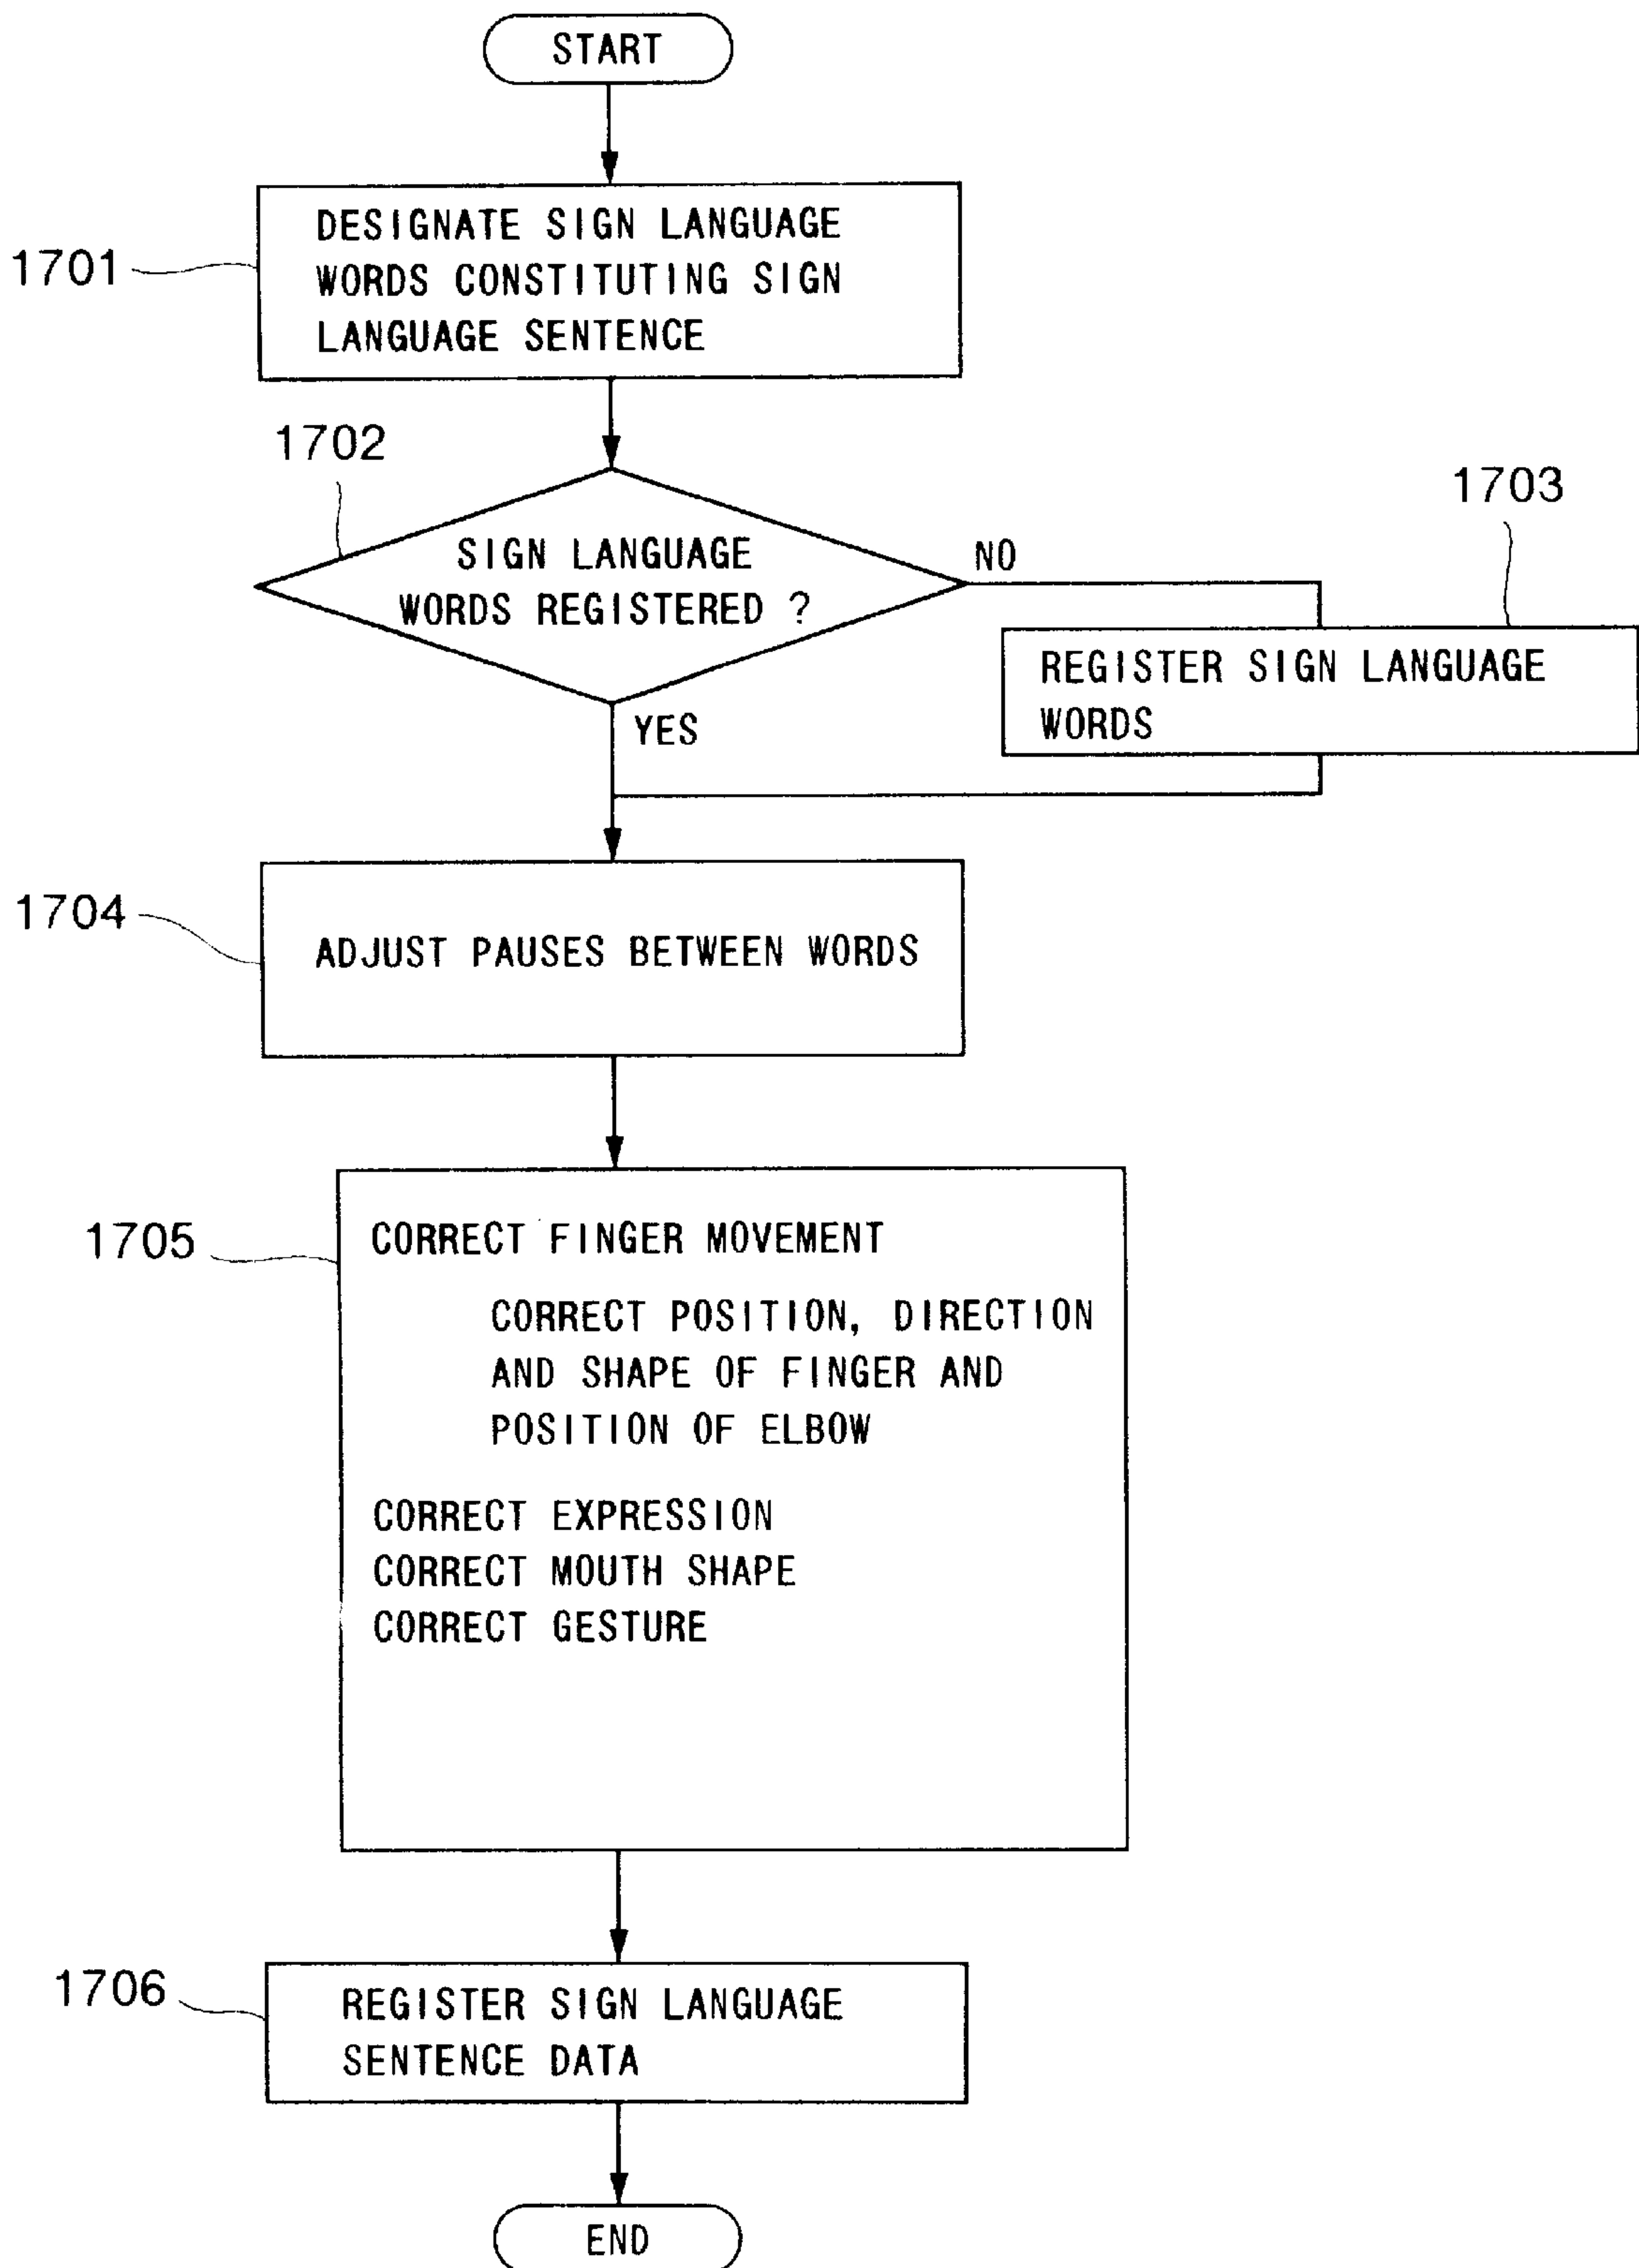 START
1701
DESIGNATE SIGN LANGUAGE
WORDS CONSTITUTING SIGN
LANGUAGE SENTENCE
1702
SIGN LANGUAGE
WORDS REGISTERED ?
NO
YES
1703
REGISTER SIGN LANGUAGE
WORDS
1704
ADJUST PAUSES BETWEEN WORDS
1705
CORRECT FINGER MOVEMENT
CORRECT POSITION, DIRECTION
AND SHAPE OF FINGER AND
POSITION OF ELBOW
CORRECT EXPRESSION
CORRECT MOUTH SHAPE
CORRECT GESTURE
1706
REGISTER SIGN LANGUAGE
SENTENCE DATA
END